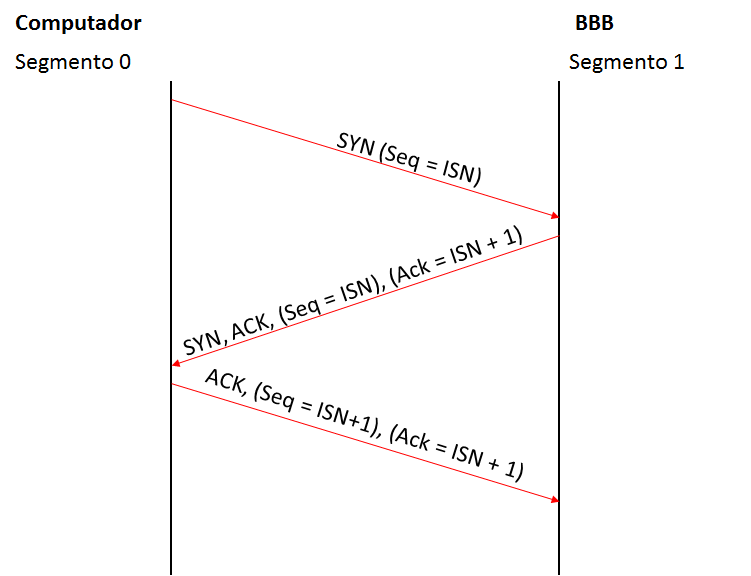 Computador
BBB
Segmento 0
Segmento 1
SYN (Seq = ISN)
SYN, ACK, (Seq = ISN), (Ack = ISN + 1)
ACK, (Seq = ISN+1), (Ack = ISN + 1)